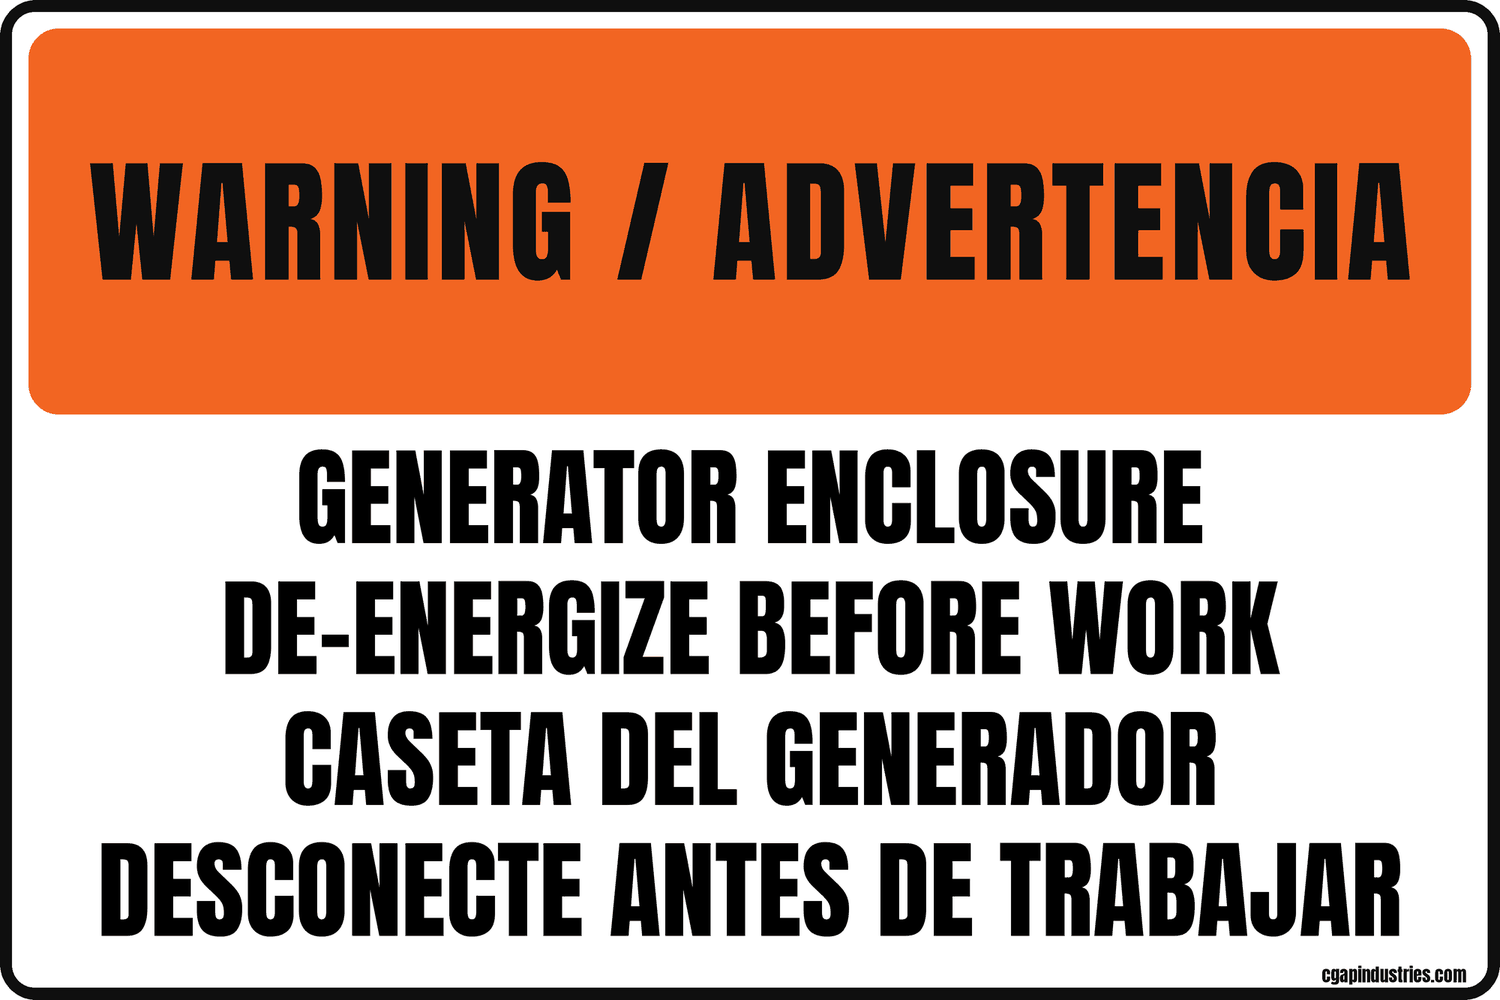 WARNING / ADVERTENCIA
GENERATOR ENCLOSURE
DE-ENERGIZE BEFORE WORK
CASETA DEL GENERADOR
DESCONECTE ANTES DE TRABAJAR
cgapindustries.com